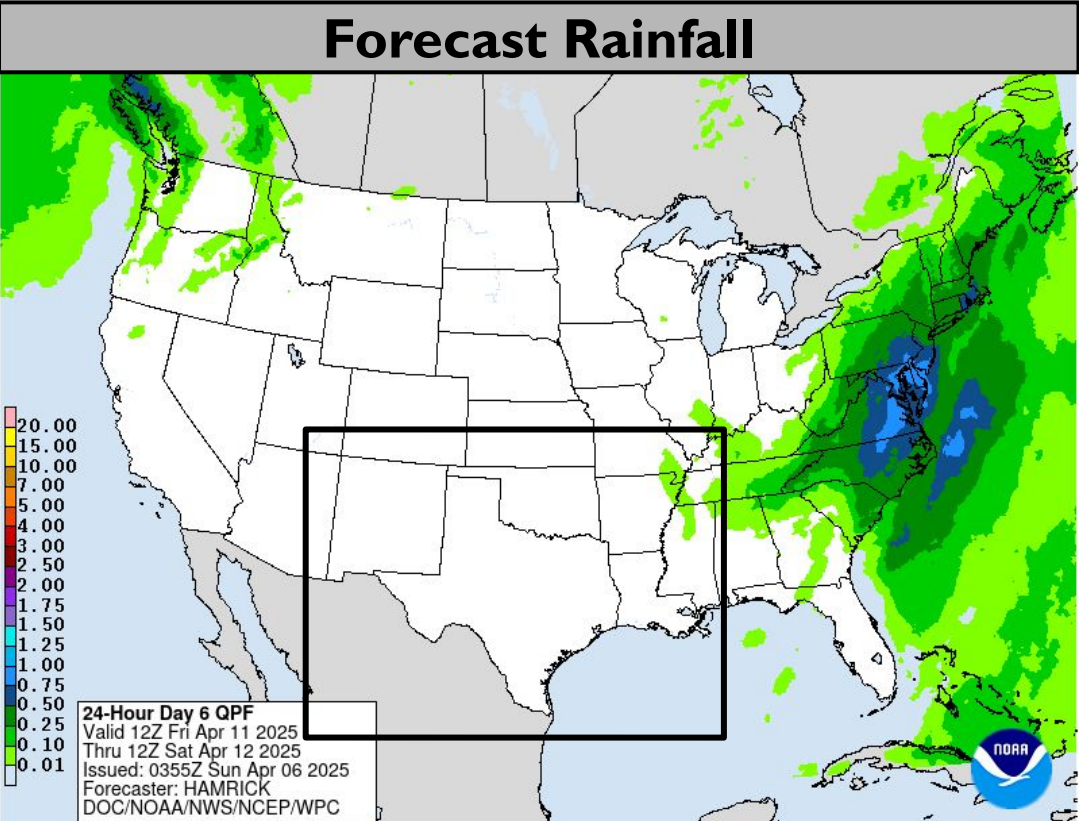 Forecast Rainfall
20.00
15.00
10.00
7.00
5.00
4.00
3.00
2.50
2.00
1.75
1.50
1.25
1.00
0.75
0.50
0.25
0.10
0.01
24-Hour Day 6 QPF
Valid 12Z Fri Apr 11 2025
Thru 12Z Sat Apr 12 2025
Issued: 0355Z Sun Apr 06 2025
Forecaster: HAMRICK
DOC/NOAA/NWS/NCEP/WPC
NOAA